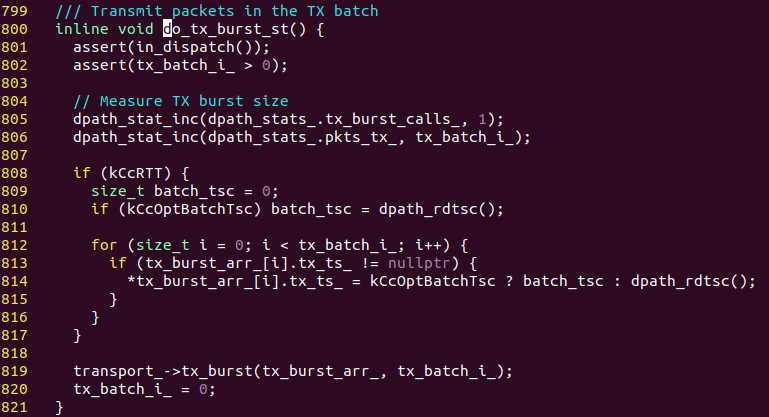 799   /// Transmit packets in the TX batch
800   inline void do_tx_burst_st() {
801     assert(in_dispatch());
802     assert(tx_batch_i_ > 0);
803
804     // Measure TX burst size
805     dpath_stat_inc(dpath_stats_.tx_burst_calls_, 1);
806     dpath_stat_inc(dpath_stats_.pkts_tx_, tx_batch_i_);
807
808     if (kCcRTT) {
809       size_t batch_tsc = 0;
810       if (kCcOptBatchTsc) batch_tsc = dpath_rdtsc();
811
812       for (size_t i = 0; i < tx_batch_i_; i++) {
813         if (tx_burst_arr_[i].tx_ts_ != nullptr) {
814           *tx_burst_arr_[i].tx_ts_ = kCcOptBatchTsc ? batch_tsc : dpath_rdtsc();
815         }
816       }
817     }
818
819     transport_->tx_burst(tx_burst_arr_, tx_batch_i_);
820     tx_batch_i_ = 0;
821   }